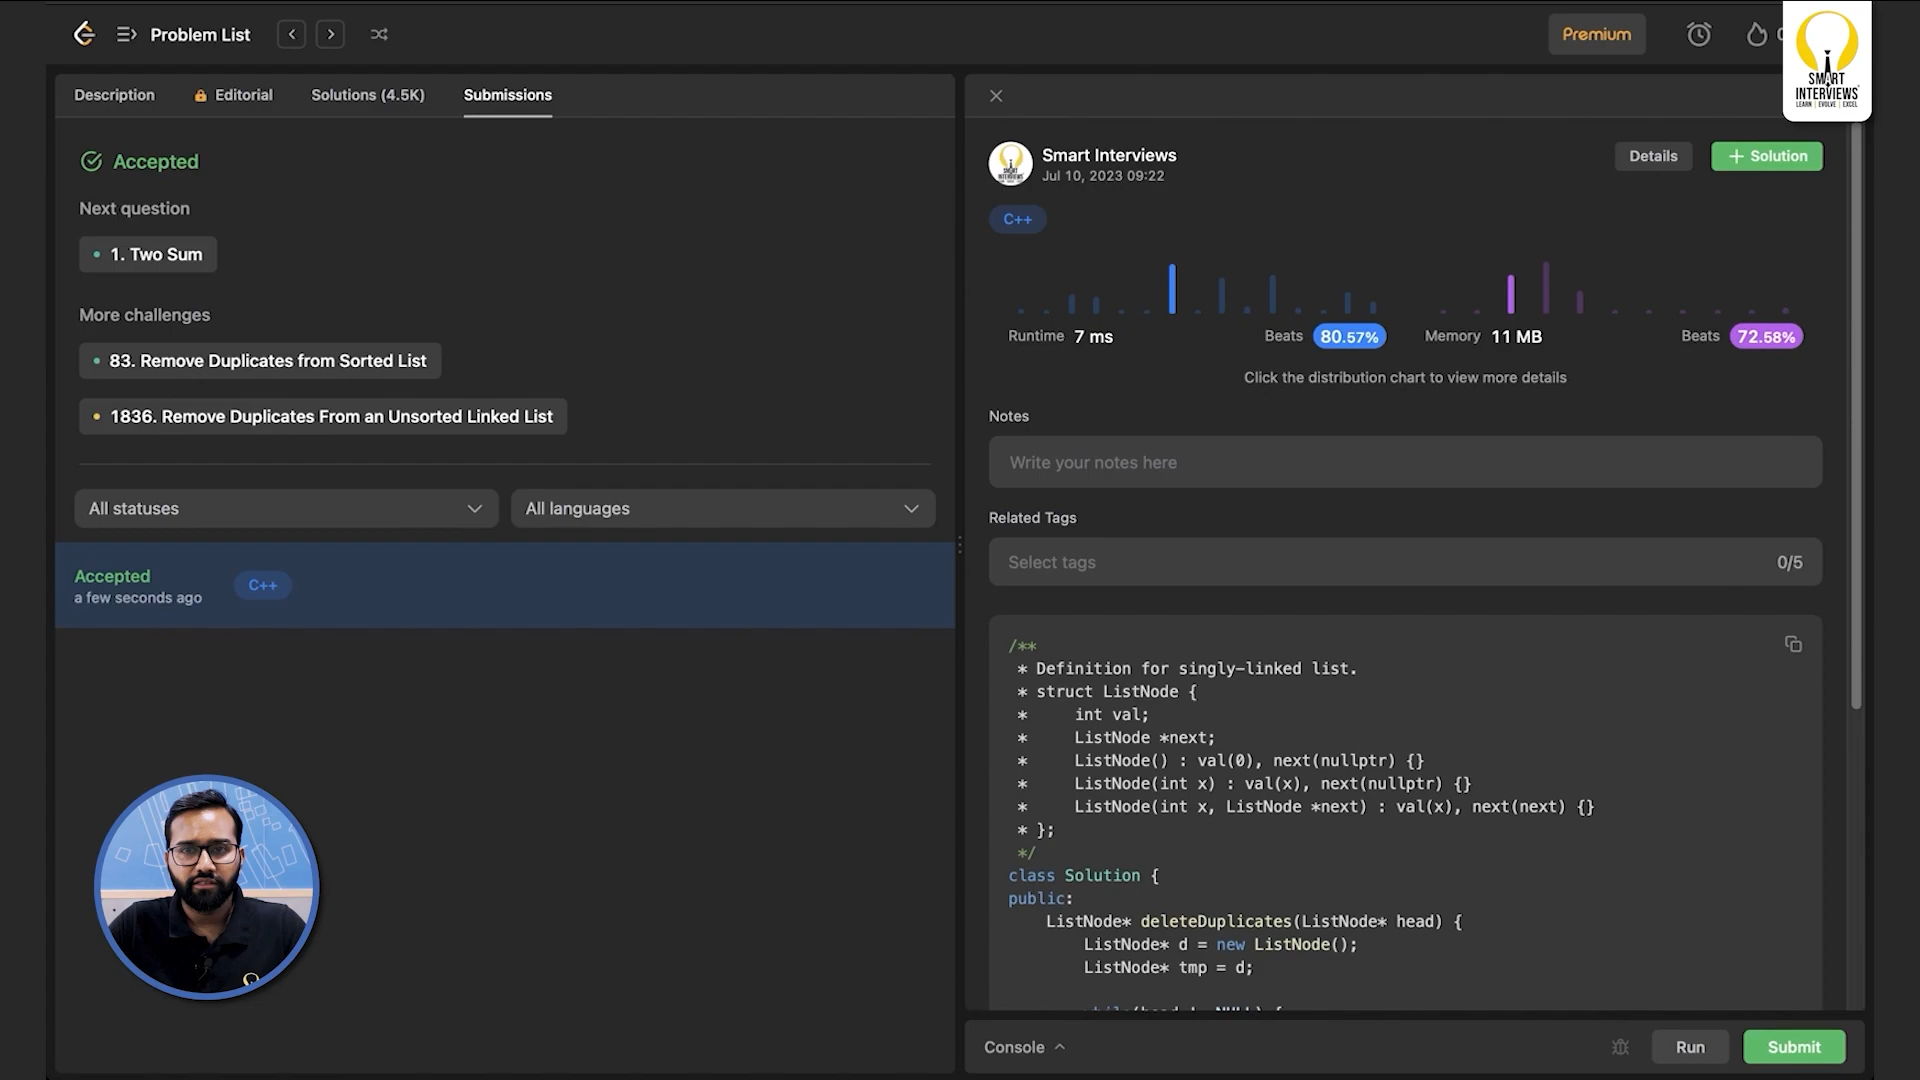 Problem List
Premium
SMART
INTERVIEWS
LEARN | EVOLVE | EXCEL
Description
Editorial
Solutions (4.5K)
Submissions
Accepted
Next question
1. Two Sum
More challenges
83. Remove Duplicates from Sorted List
1836. Remove Duplicates From an Unsorted Linked List
All statuses
All languages
Accepted
a few seconds ago
C++
Smart Interviews
Jul 10, 2023 09:22
Details
+ Solution
C++
Runtime 7 ms
Beats 80.57%
Memory 11 MB
Beats 72.58%
Click the distribution chart to view more details
Notes
Write your notes here
Related Tags
Select tags
0/5
/**
 * Definition for singly-linked list.
 * struct ListNode {
 *     int val;
 *     ListNode *next;
 *     ListNode() : val(0), next(nullptr) {}
 *     ListNode(int x) : val(x), next(nullptr) {}
 *     ListNode(int x, ListNode *next) : val(x), next(next) {}
 * };
 */
class Solution {
public:
    ListNode* deleteDuplicates(ListNode* head) {
        ListNode* d = new ListNode();
        ListNode* tmp = d;
Console
Run
Submit